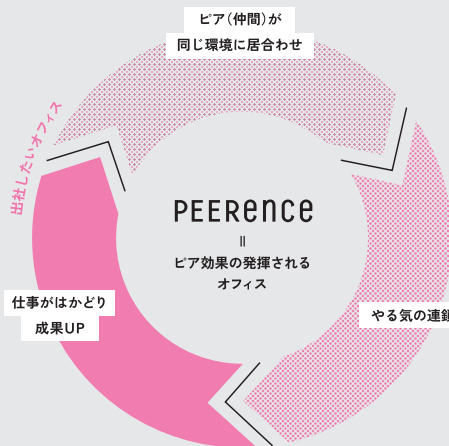 ピア（仲間）が
同じ環境に居合わせ
出社したいオフィス
PEERence
=
ピア効果の発揮される
オフィス
仕事がはかどり
成果UP
やる気の連鎖